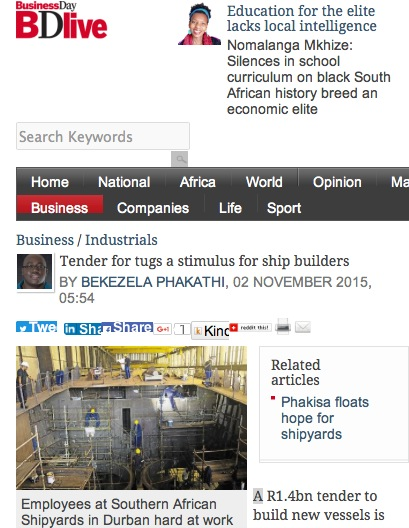 BusinessDay
BDlive
Education for the elite
lacks local intelligence
Nomalanga Mkhize:
Silences in school
curriculum on black South
African history breed an
economic elite
Search Keywords
Home National Africa World Opinion Ma
Business Companies Life Sport
Business / Industrials
Tender for tugs a stimulus for ship builders
BY BEKEZELA PHAKATHI, 02 NOVEMBER 2015,
05:54
Twe in Sha Share G+1 1 Kind reddit this!
Related
articles
Phakisa floats
hope for
shipyards
Employees at Southern African
Shipyards in Durban hard at work
A R1.4bn tender to
build new vessels is